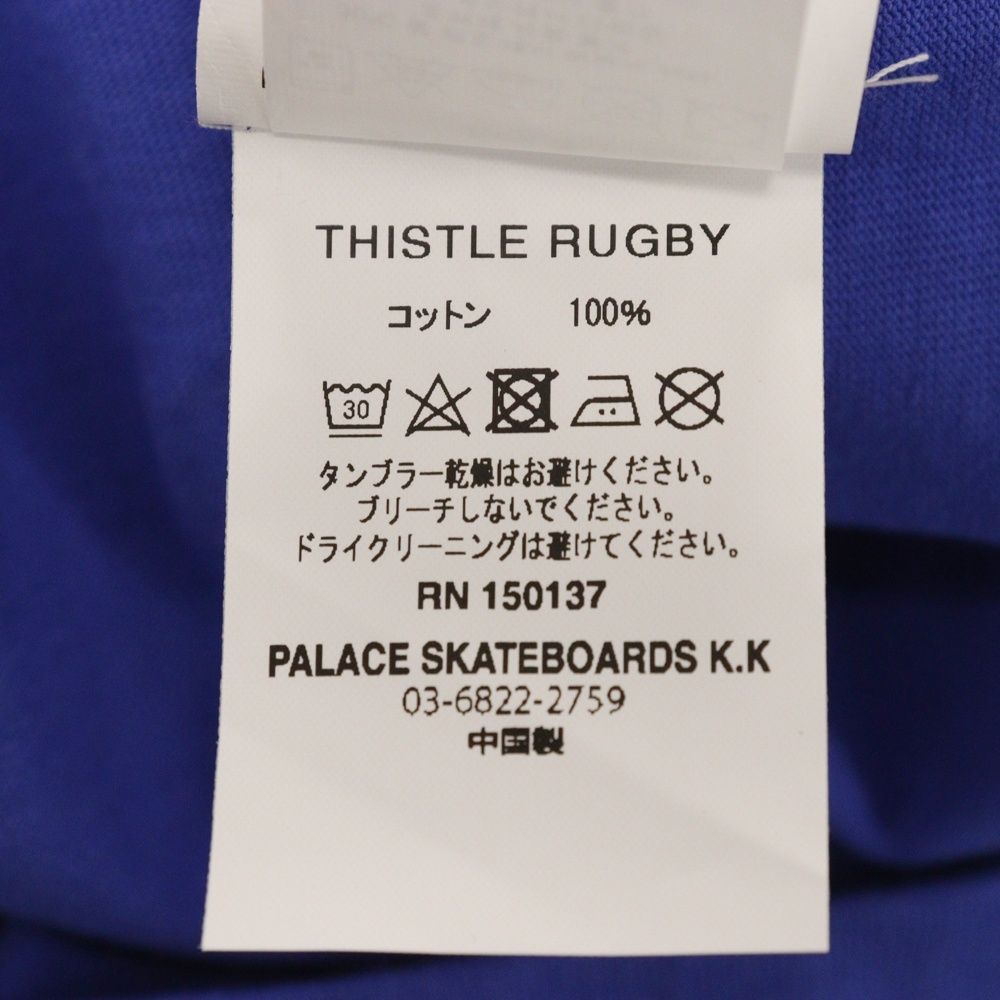 THISTLE RUGBY
コットン 100%
30
タンブラー乾燥はお避けください。
ブリーチしないでください。
ドライクリーニングは避けてください。
RN 150137
PALACE SKATEBOARDS K.K
03-6822-2759
中国製